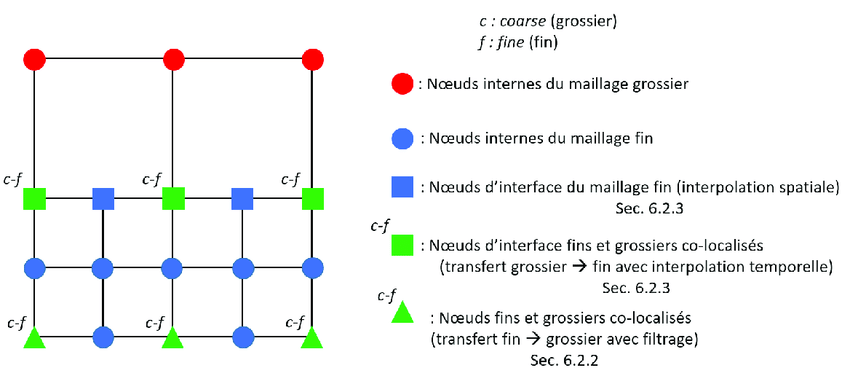 c : coarse (grossier)
f : fine (fin)
: Nœuds internes du maillage grossier
: Nœuds internes du maillage fin
c-f c-f c-f
: Nœuds d'interface du maillage fin (interpolation spatiale)
Sec. 6.2.3
c-f
: Nœuds d'interface fins et grossiers co-localisés
(transfert grossier → fin avec interpolation temporelle)
Sec. 6.2.3
c-f
c-f c-f c-f
: Nœuds fins et grossiers co-localisés
(transfert fin → grossier avec filtrage)
Sec. 6.2.2